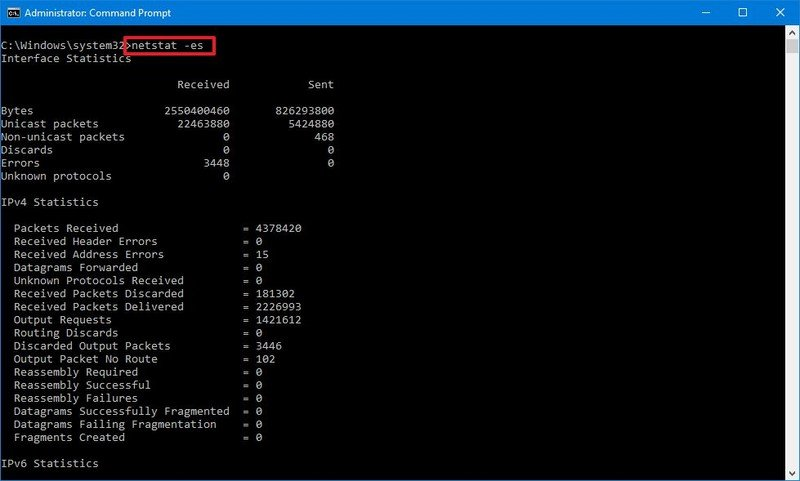 Administrator: Command Prompt
C:\Windows\system32>netstat -es
Interface Statistics
Received Sent
Bytes 2550400460 826293800
Unicast packets 22463880 5424880
Non-unicast packets 0 468
Discards 0 0
Errors 3448 0
Unknown protocols 0
IPv4 Statistics
Packets Received = 4378420
Received Header Errors = 0
Received Address Errors = 15
Datagrams Forwarded = 0
Unknown Protocols Received = 0
Received Packets Discarded = 181302
Received Packets Delivered = 2226993
Output Requests = 1421612
Routing Discards = 0
Discarded Output Packets = 3446
Output Packet No Route = 102
Reassembly Required = 0
Reassembly Successful = 0
Reassembly Failures = 0
Datagrams Successfully Fragmented = 0
Datagrams Failing Fragmentation = 0
Fragments Created = 0
IPv6 Statistics